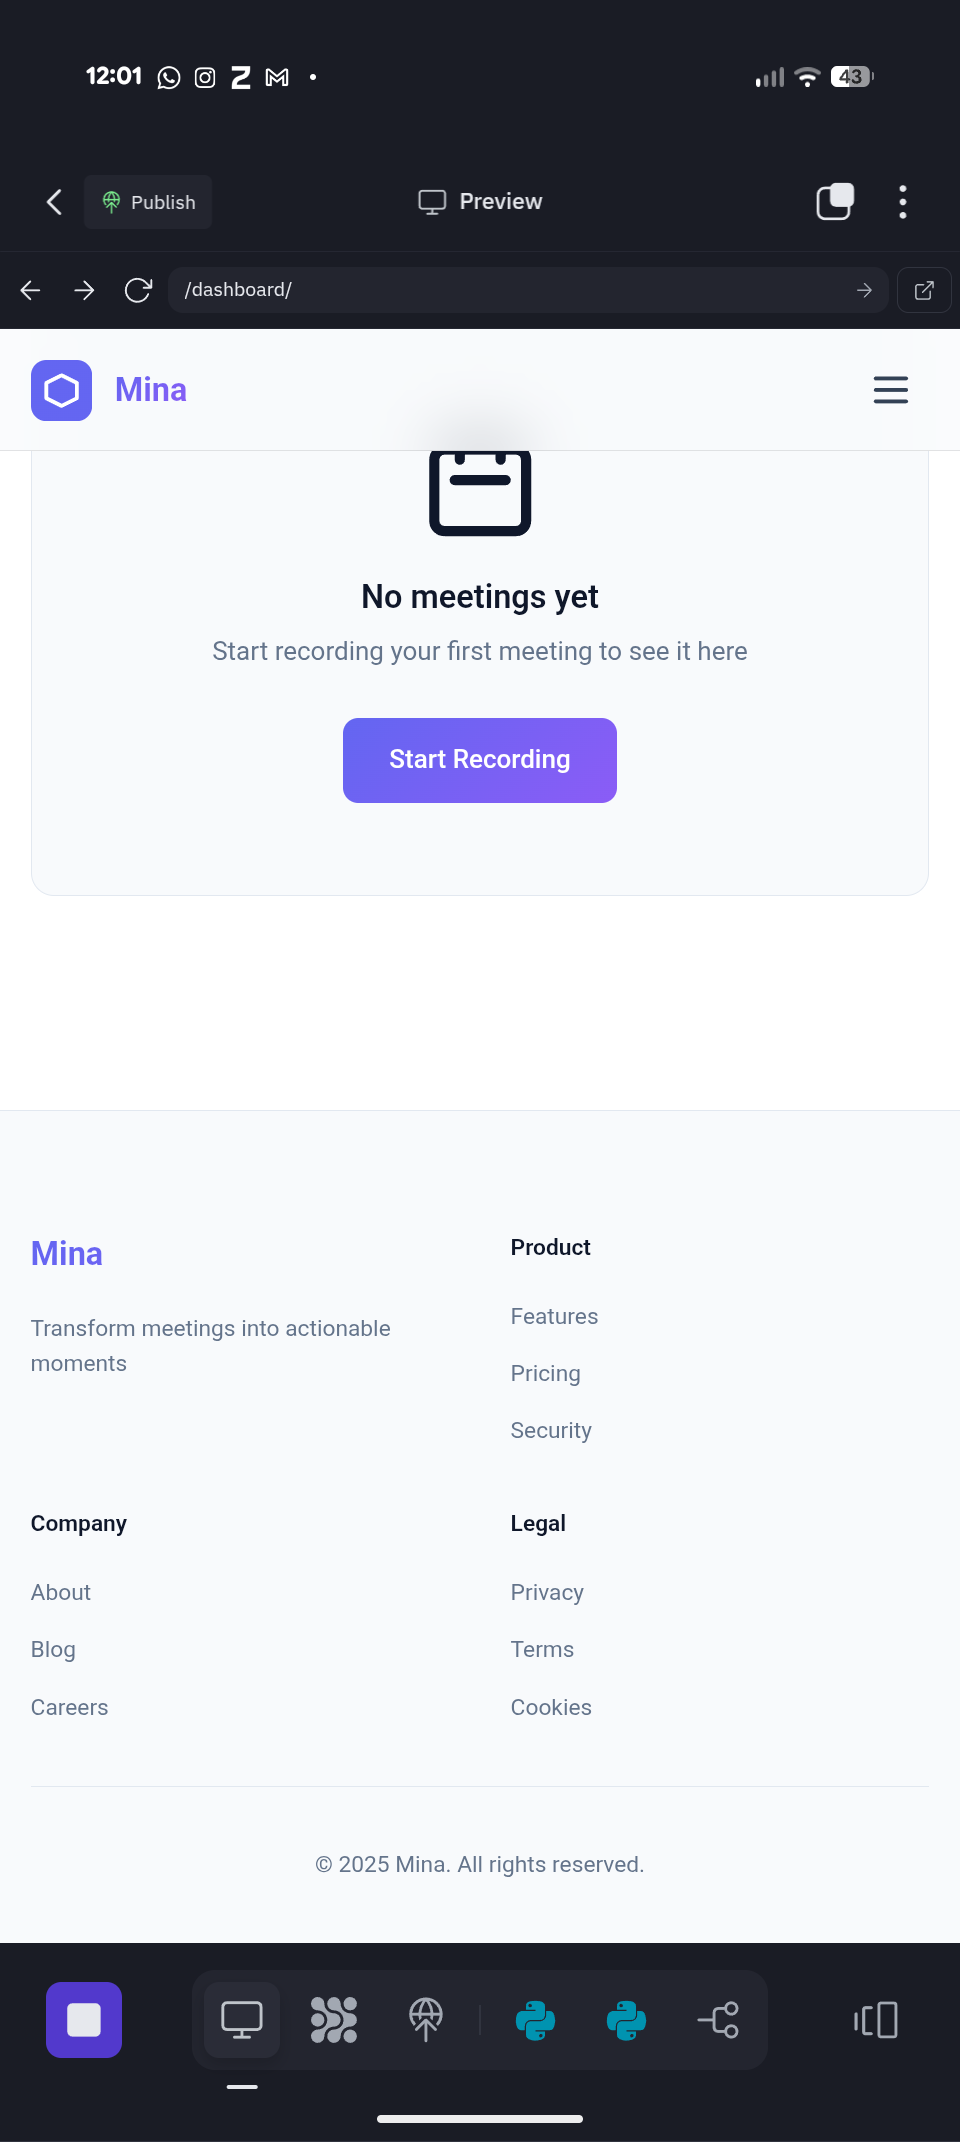 12:01
43
Publish
Preview
/dashboard/
Mina
No meetings yet
Start recording your first meeting to see it here
Start Recording
Mina
Transform meetings into actionable
moments
Product
Features
Pricing
Security
Company
About
Blog
Careers
Legal
Privacy
Terms
Cookies
© 2025 Mina. All rights reserved.